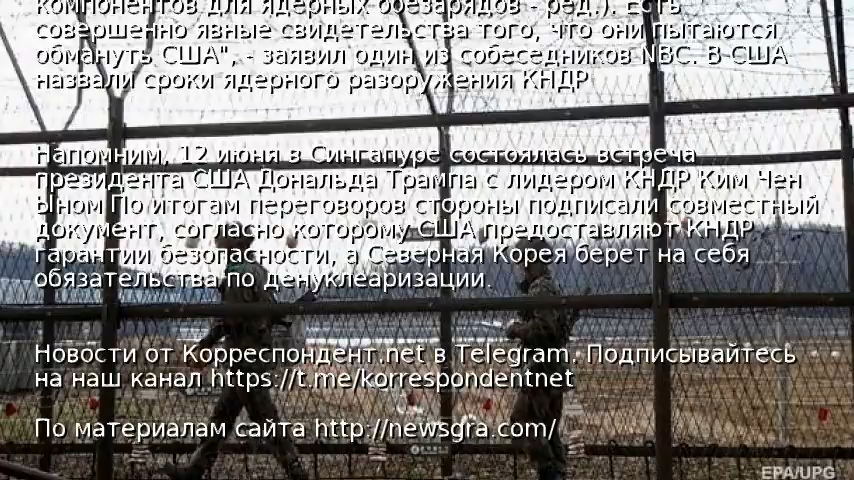 компонентов для ядерных боезарядов - ред.). Есть
совершенно явные свидетельства того, что они пытаются
обмануть США", - заявил один из собеседников NBC. В США
назвали сроки ядерного разоружения КНДР
Напомним, 12 июня в Сингапуре состоялась встреча
президента США Дональда Трампа с лидером КНДР Ким Чен
Ыном По итогам переговоров стороны подписали совместный
документ, согласно которому США предоставляют КНДР
гарантии безопасности, а Северная Корея берет на себя
обязательства по денуклеаризации.
Новости от Корреспондент.net в Telegram. Подписывайтесь
на наш канал https://t.me/korrespondentnet
По материалам сайта http://newsgra.com/
EPA/UPG